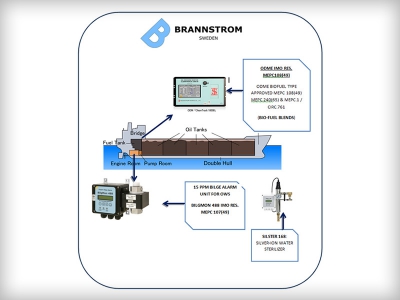 BRANNSTROM
SWEDEN
ODME IMO RES.
MEPC108(49)
ODME BIOFUEL TYPE
APPROVED MEPC 108(49)
MEPC.240(65) & MEPC.1 /
CIRC.761
(BIO-FUEL BLENDS)
Oil Tanks
Bridge
Fuel Tank
Engine Room
Pump Room
Double Hull
15 PPM BILGE ALARM
UNIT FOR OWS
BILGMON 488 IMO RES.
MEPC 107(49)
SILSTER 168:
SILVER-ION WATER
STERILIZER